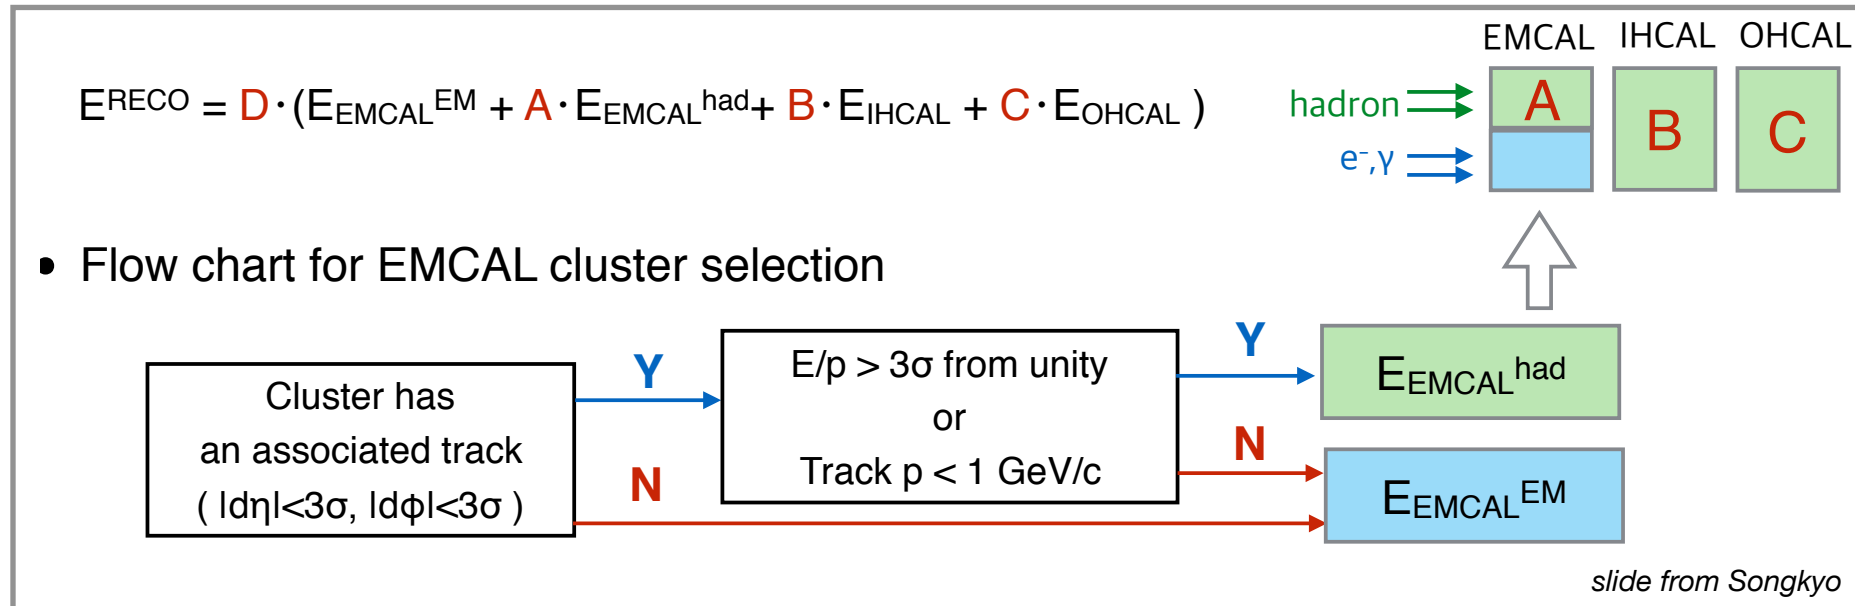 EMCAL IHCAL OHCAL
E^RECO = D·(E_EMCAL^EM + A·E_EMCAL^had+ B·E_IHCAL + C·E_OHCAL )
hadron
A
B
C
e⁻,γ
• Flow chart for EMCAL cluster selection
Cluster has
an associated track
( |dη|<3σ, |dϕ|<3σ )
Y
N
E/p > 3σ from unity
or
Track p < 1 GeV/c
Y
N
E_EMCAL^had
E_EMCAL^EM
slide from Songkyo